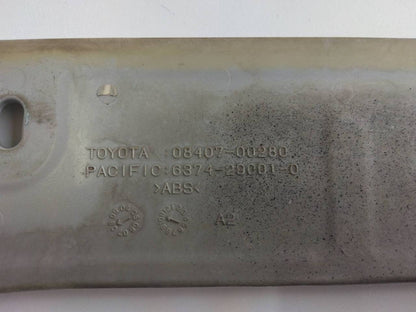 TOYOTA : 08407-00280
PACIFIC:6374-20001-0
>ABS<
A2